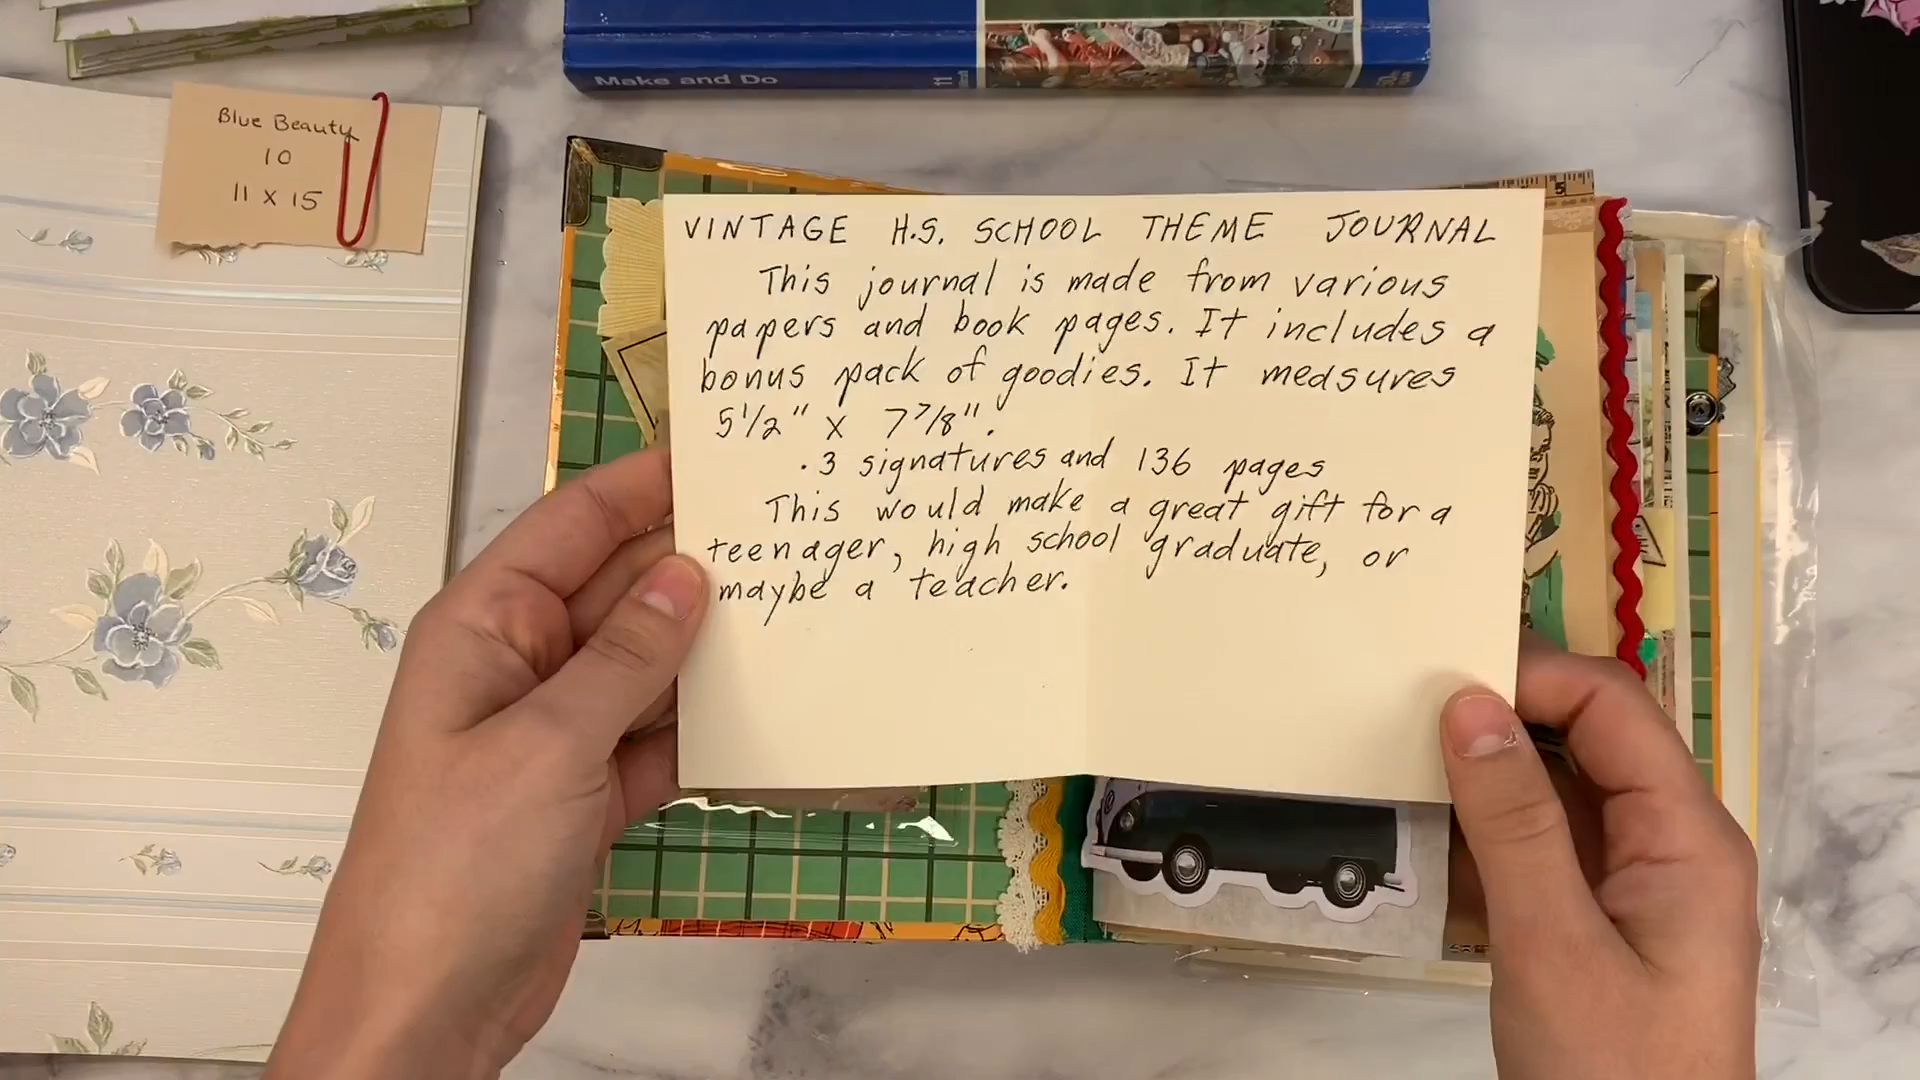 Make and Do
11
Blue Beauty
10
11 X 15
5
VINTAGE H.S. SCHOOL THEME JOURNAL
This journal is made from various
papers and book pages. It includes a
bonus pack of goodies. It measures
5 1/2" X 7 7/8".
. 3 signatures and 136 pages
This would make a great gift for a
teenager, high school graduate, or
maybe a teacher.